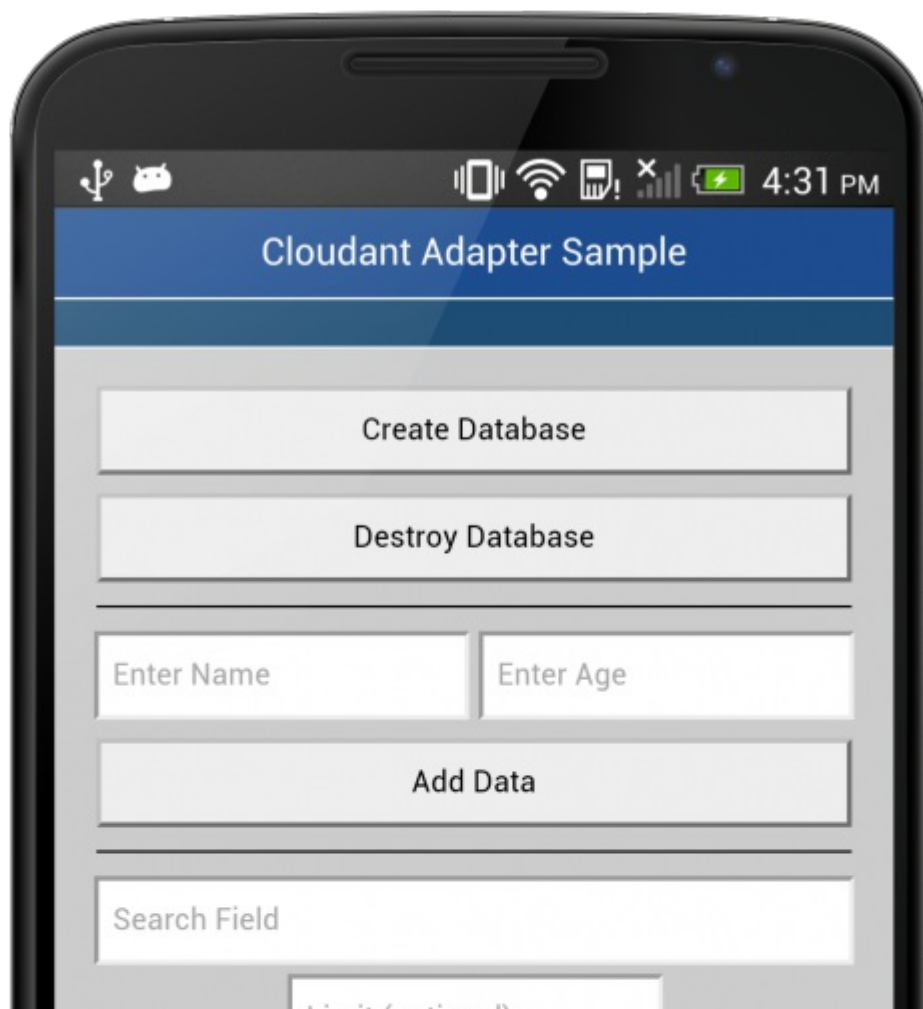 4:31 PM
Cloudant Adapter Sample
Create Database
Destroy Database
Enter Name Enter Age
Add Data
Search Field